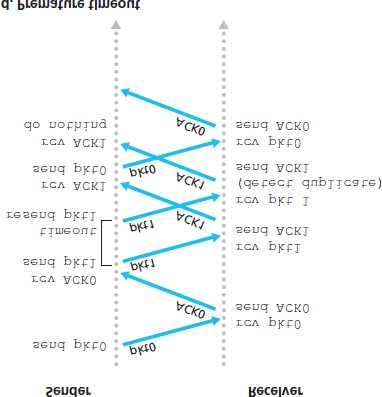 Sender
Receiver
send pkt0
pkt0
rcv pkt0
send ACK0
ACK0
rcv ACK0
send pkt1
pkt1
rcv pkt1
send ACK1
ACK1
timeout
resend pkt1
pkt1
rcv pkt 1
(detect duplicate)
send ACK1
ACK1
rcv ACK1
send pkt0
pkt0
rcv pkt0
send ACK0
ACK0
rcv ACK1
do nothing
d. Premature timeout